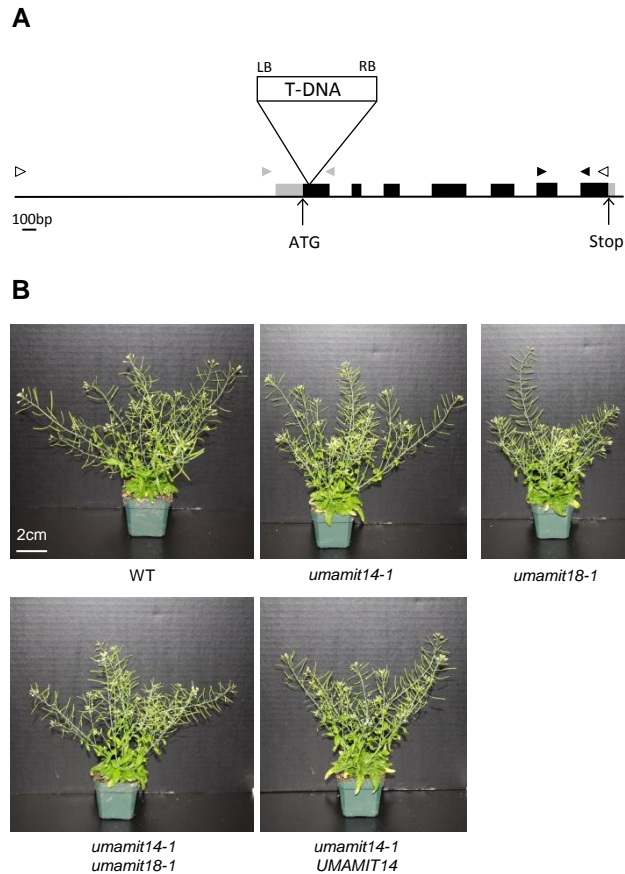 A
LB RB
T-DNA
100bp
ATG
Stop
B
2cm
WT
umamit14-1
umamit18-1
umamit14-1
umamit18-1
umamit14-1
UMAMIT14